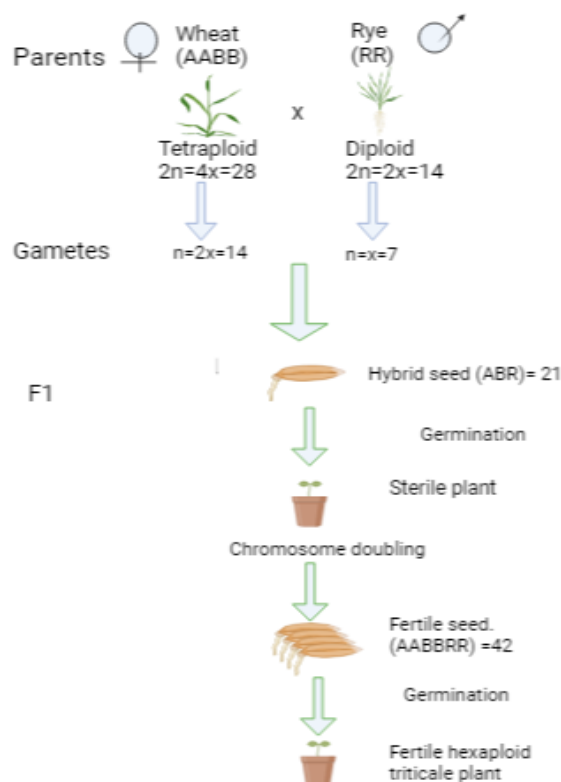 Parents
Wheat
(AABB)
Rye
(RR)
x
Tetraploid
2n=4x=28
Diploid
2n=2x=14
Gametes
n=2x=14
n=x=7
F1
Hybrid seed (ABR)= 21
Germination
Sterile plant
Chromosome doubling
Fertile seed.
(AABBRR) =42
Germination
Fertile hexaploid
triticale plant